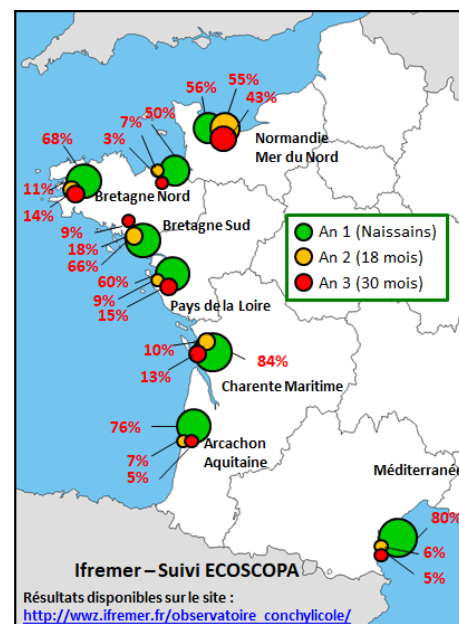 56%
55%
43%
50%
7%
3%
Normandie
Mer du Nord
68%
11%
14%
Bretagne Nord
Bretagne Sud
9%
18%
66%
An 1 (Naissains)
An 2 (18 mois)
An 3 (30 mois)
60%
9%
15%
Pays de la Loire
10%
13%
84%
Charente Maritime
76%
7%
5%
Arcachon
Aquitaine
Méditerranée
80%
6%
5%
Ifremer – Suivi ECOSCOPA
Résultats disponibles sur le site :
http://wwz.ifremer.fr/observatoire_conchylicole/